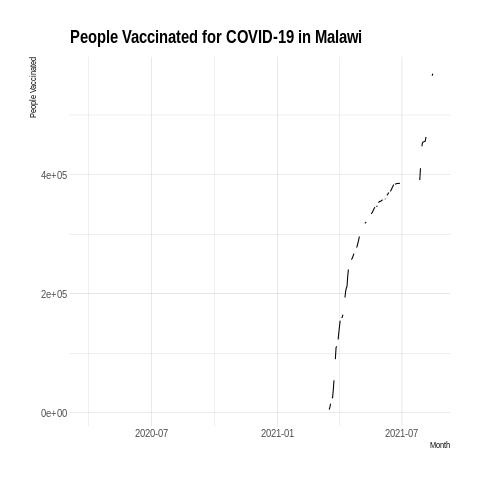 People Vaccinated for COVID-19 in Malawi
People Vaccinated
4e+05
2e+05
0e+00
2020-07 2021-01 2021-07
Month